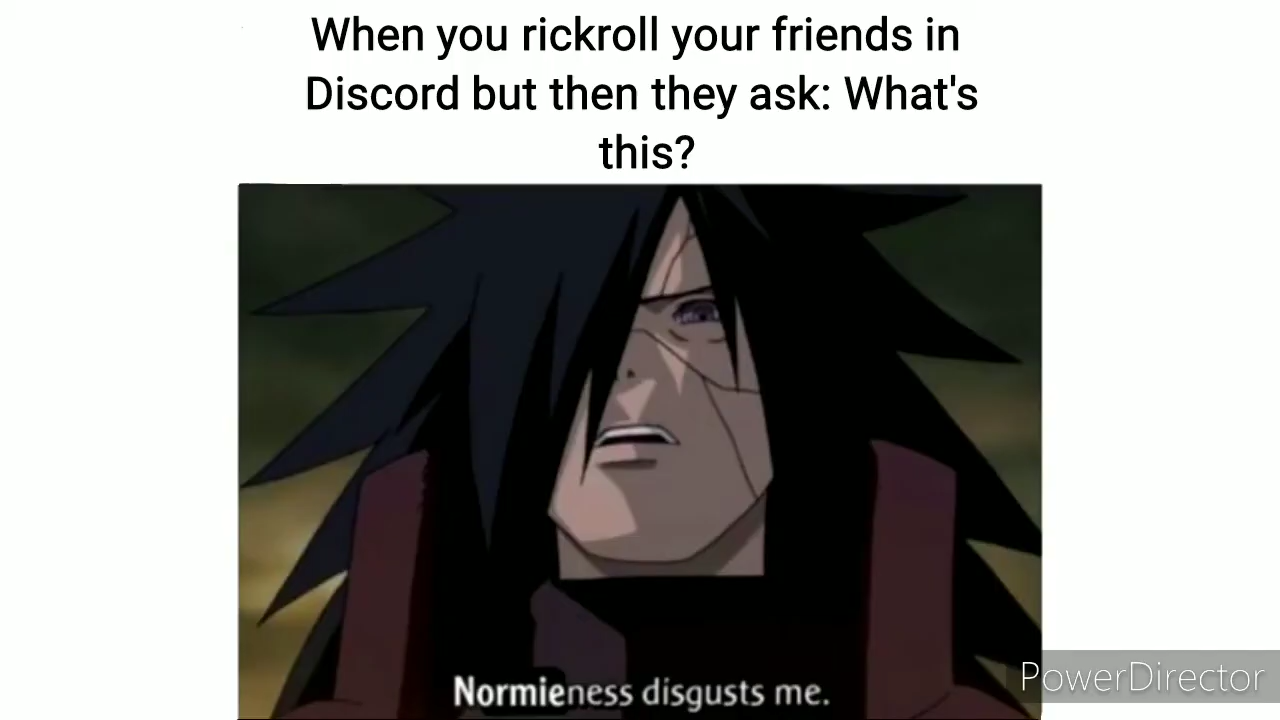 When you rickroll your friends in
Discord but then they ask: What's
this?
Normieness disgusts me.
PowerDirector